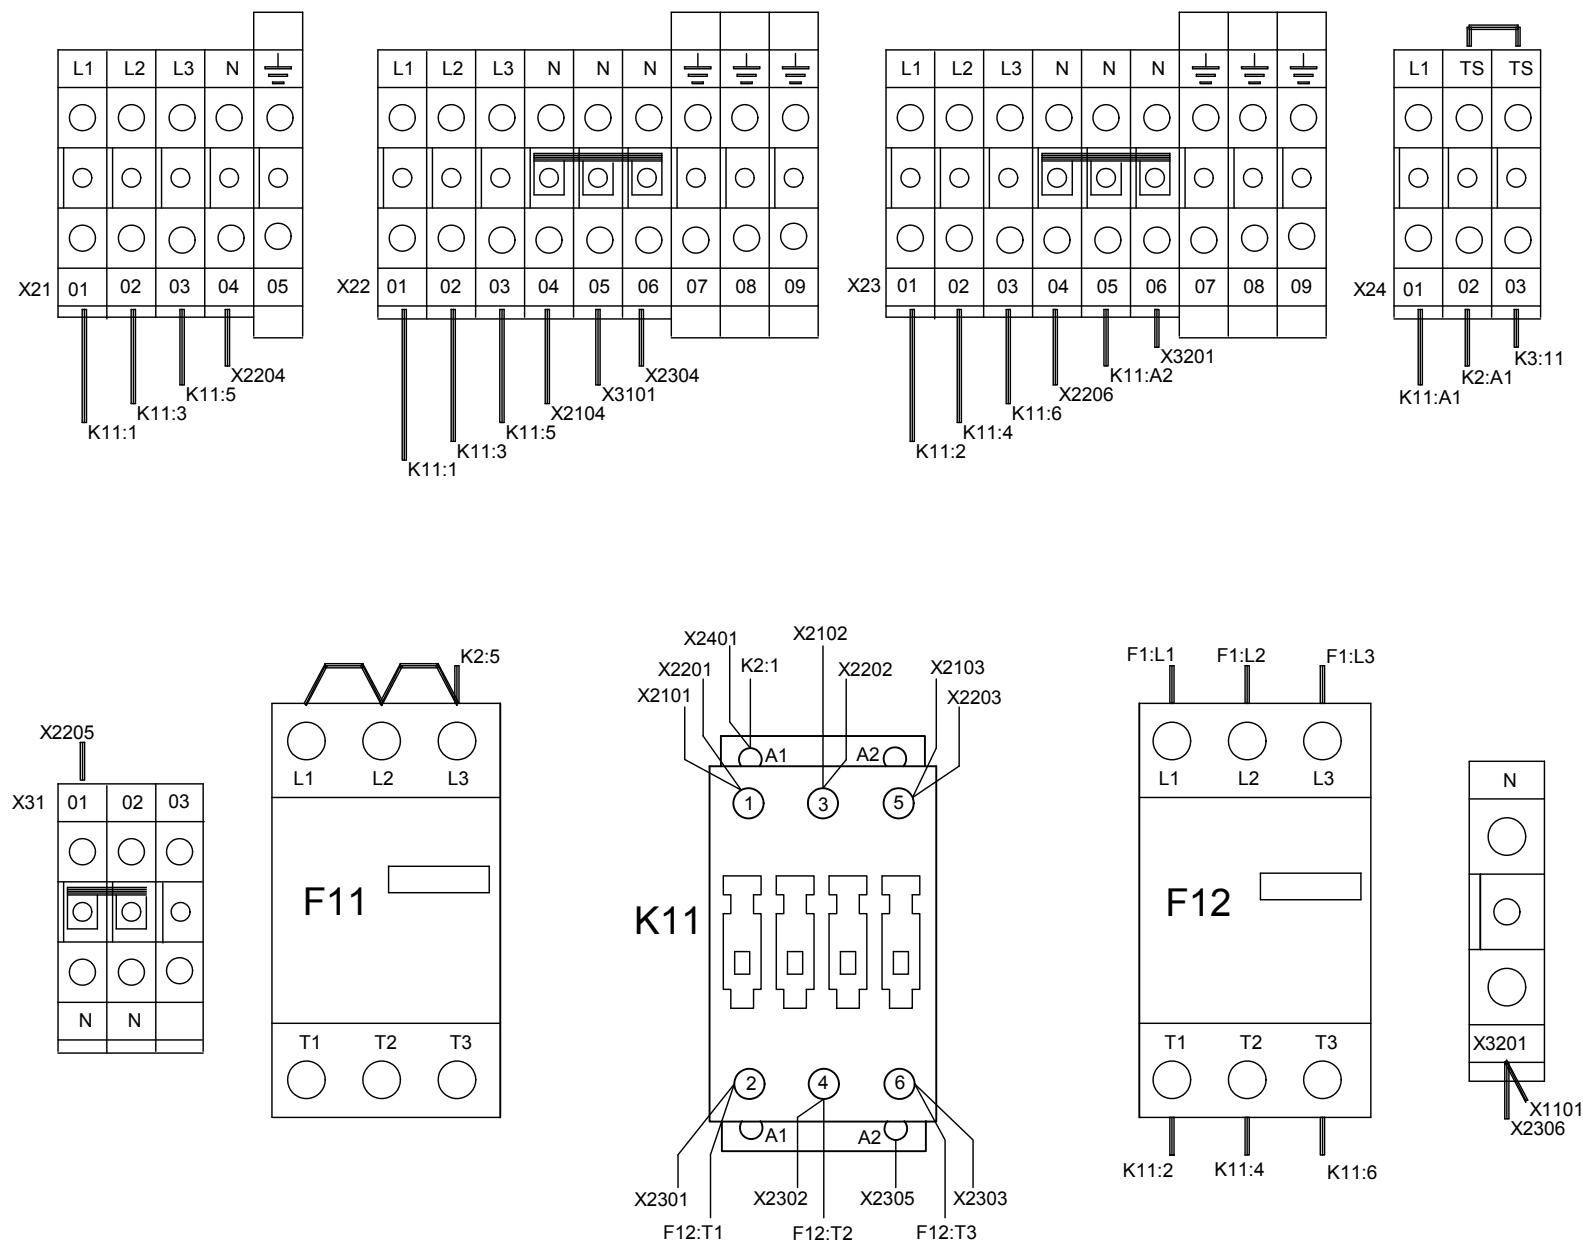 L1 L2 L3 N
X21 01 02 03 04 05
K11:1
K11:3
K11:5
X2204
L1 L2 L3 N N N
X22 01 02 03 04 05 06 07 08 09
K11:1
K11:3
K11:5
X2104
X3101
X2304
L1 L2 L3 N N N
X23 01 02 03 04 05 06 07 08 09
K11:2
K11:4
K11:6
X2206
K11:A2
X3201
L1 TS TS
X24 01 02 03
K11:A1
K2:A1
K3:11
X2205
X31 01 02 03
N N
K2:5
L1 L2 L3
F11
T1 T2 T3
X2401
X2201
X2101
K2:1
X2102
X2202
X2103
X2203
A1 A2
1 3 5
K11
2 4 6
A1 A2
X2301
F12:T1
X2302
F12:T2
X2305
F12:T3
X2303
F1:L1 F1:L2 F1:L3
L1 L2 L3
F12
T1 T2 T3
K11:2 K11:4 K11:6
N
X3201
X1101
X2306